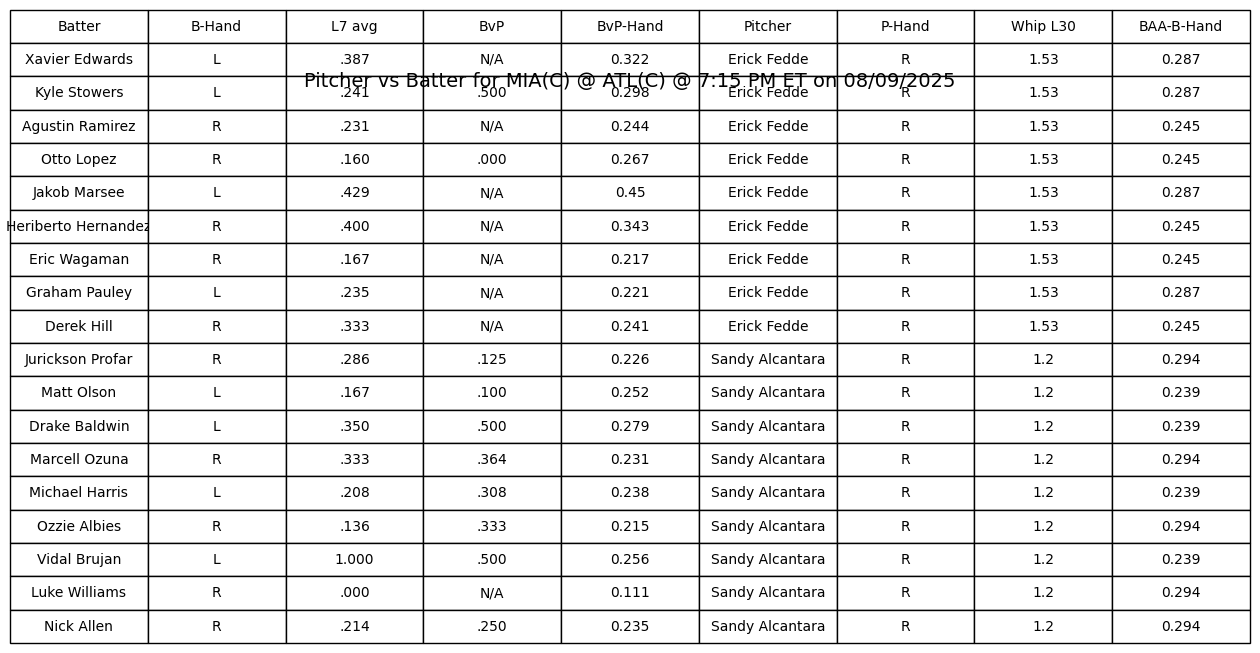 Batter B-Hand L7 avg BvP BvP-Hand Pitcher P-Hand Whip L30 BAA-B-Hand
Xavier Edwards L .387 N/A 0.322 Erick Fedde R 1.53 0.287
Pitcher vs Batter for MIA(C) @ ATL(C) @ 7:15 PM ET on 08/09/2025
Kyle Stowers L .241 .500 0.298 Erick Fedde R 1.53 0.287
Agustin Ramirez R .231 N/A 0.244 Erick Fedde R 1.53 0.245
Otto Lopez R .160 .000 0.267 Erick Fedde R 1.53 0.245
Jakob Marsee L .429 N/A 0.45 Erick Fedde R 1.53 0.287
Heriberto Hernandez R .400 N/A 0.343 Erick Fedde R 1.53 0.245
Eric Wagaman R .167 N/A 0.217 Erick Fedde R 1.53 0.245
Graham Pauley L .235 N/A 0.221 Erick Fedde R 1.53 0.287
Derek Hill R .333 N/A 0.241 Erick Fedde R 1.53 0.245
Jurickson Profar R .286 .125 0.226 Sandy Alcantara R 1.2 0.294
Matt Olson L .167 .100 0.252 Sandy Alcantara R 1.2 0.239
Drake Baldwin L .350 .500 0.279 Sandy Alcantara R 1.2 0.239
Marcell Ozuna R .333 .364 0.231 Sandy Alcantara R 1.2 0.294
Michael Harris L .208 .308 0.238 Sandy Alcantara R 1.2 0.239
Ozzie Albies R .136 .333 0.215 Sandy Alcantara R 1.2 0.294
Vidal Brujan L 1.000 .500 0.256 Sandy Alcantara R 1.2 0.239
Luke Williams R .000 N/A 0.111 Sandy Alcantara R 1.2 0.294
Nick Allen R .214 .250 0.235 Sandy Alcantara R 1.2 0.294